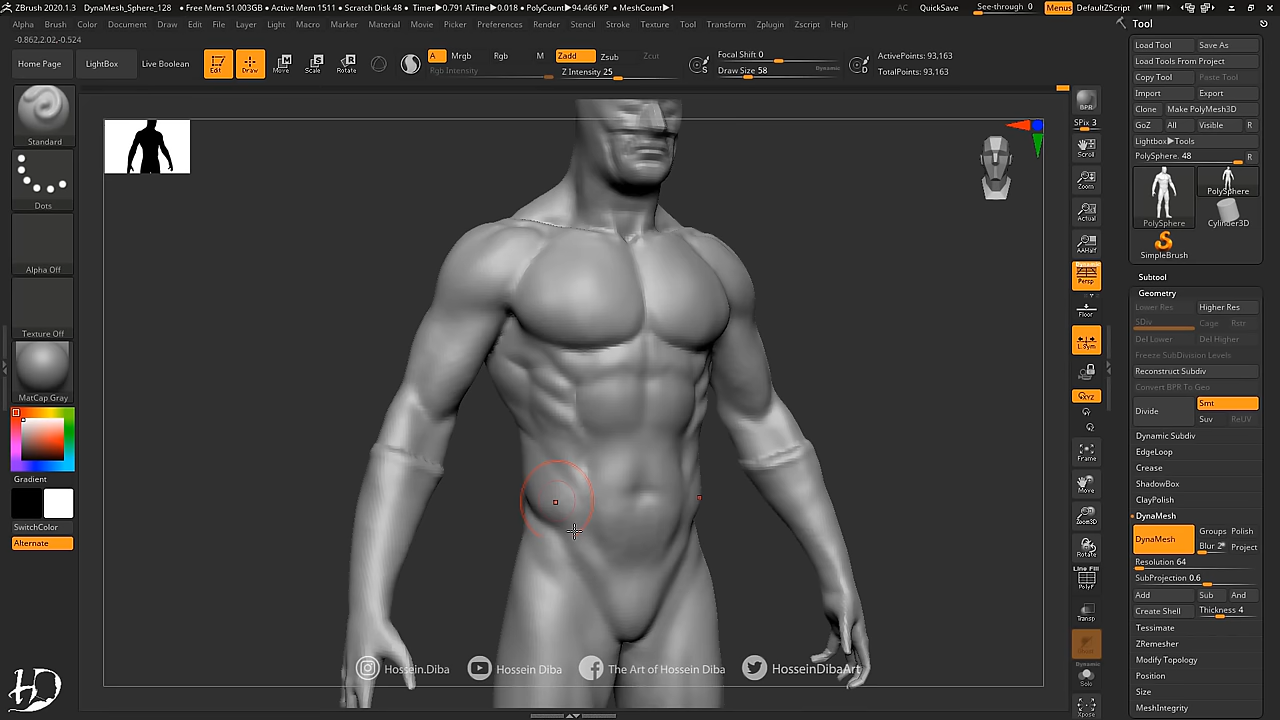 ZBrush 2020.1.3 DynaMesh_Sphere_128 • Free Mem 51.003GB • Active Mem 1511 • Scratch Disk 48 • Timer▶0.791 ATime▶0.018 • PolyCount▶94.466 KP • MeshCount▶1 AC QuickSave See-through 0 Menus DefaultZScript
Alpha Brush Color Document Draw Edit File Layer Light Macro Marker Material Movie Picker Preferences Render Stencil Stroke Texture Tool Transform Zplugin Zscript Help
Tool
-0.862,2.02,-0.524
Home Page LightBox Live Boolean
Edit Draw Move Scale Rotate
A Mrgb Rgb M
Rgb Intensity
Zadd Zsub Zcut
Z Intensity 25
Focal Shift 0
Draw Size 58 Dynamic
S D
ActivePoints: 93,163
TotalPoints: 93,163
Standard
Dots
Alpha Off
Texture Off
MatCap Gray
Gradient
SwitchColor
Alternate
BPR
SPix 3
Scroll
Zoom
Actual
AAHalf
Dynamic
Persp
Floor
L.Sym
XYZ
Frame
Move
Zoom3D
Rotate
Line Fill
PolyF
Transp
Dynamic
Solo
Xpose
Load Tool Save As
Load Tools From Project
Copy Tool Paste Tool
Import Export
Clone Make PolyMesh3D
GoZ All Visible R
Lightbox▶Tools
PolySphere. 48 R
PolySphere PolySphere
Cylinder3D
SimpleBrush
Subtool
Geometry
Lower Res Higher Res
SDiv Cage Rstr
Del Lower Del Higher
Freeze SubDivision Levels
Reconstruct Subdiv
Convert BPR To Geo
Divide Smt
Suv ReUV
Dynamic Subdiv
EdgeLoop
Crease
ShadowBox
ClayPolish
DynaMesh
DynaMesh Groups Polish
Blur 2 Project
Resolution 64
SubProjection 0.6
Add Sub And
Create Shell Thickness 4
Tessimate
ZRemesher
Modify Topology
Position
Size
MeshIntegrity
Hossein.Diba Hossein Diba The Art of Hossein Diba HosseinDibaArt
HD